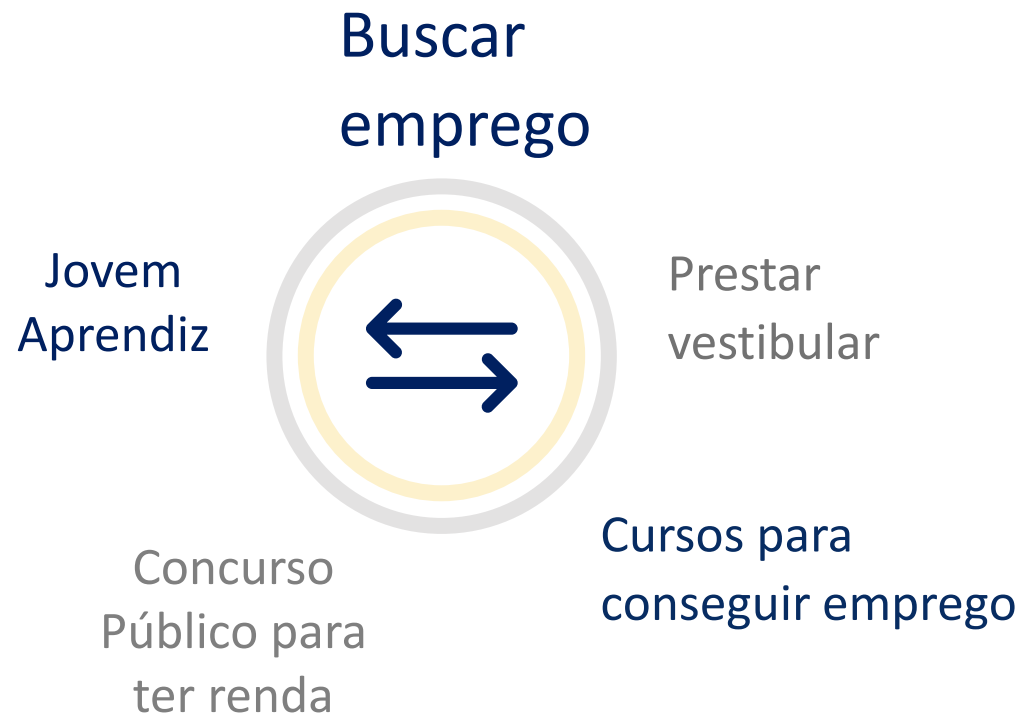 Buscar
emprego
Jovem
Aprendiz
Prestar
vestibular
Cursos para
conseguir emprego
Concurso
Público para
ter renda